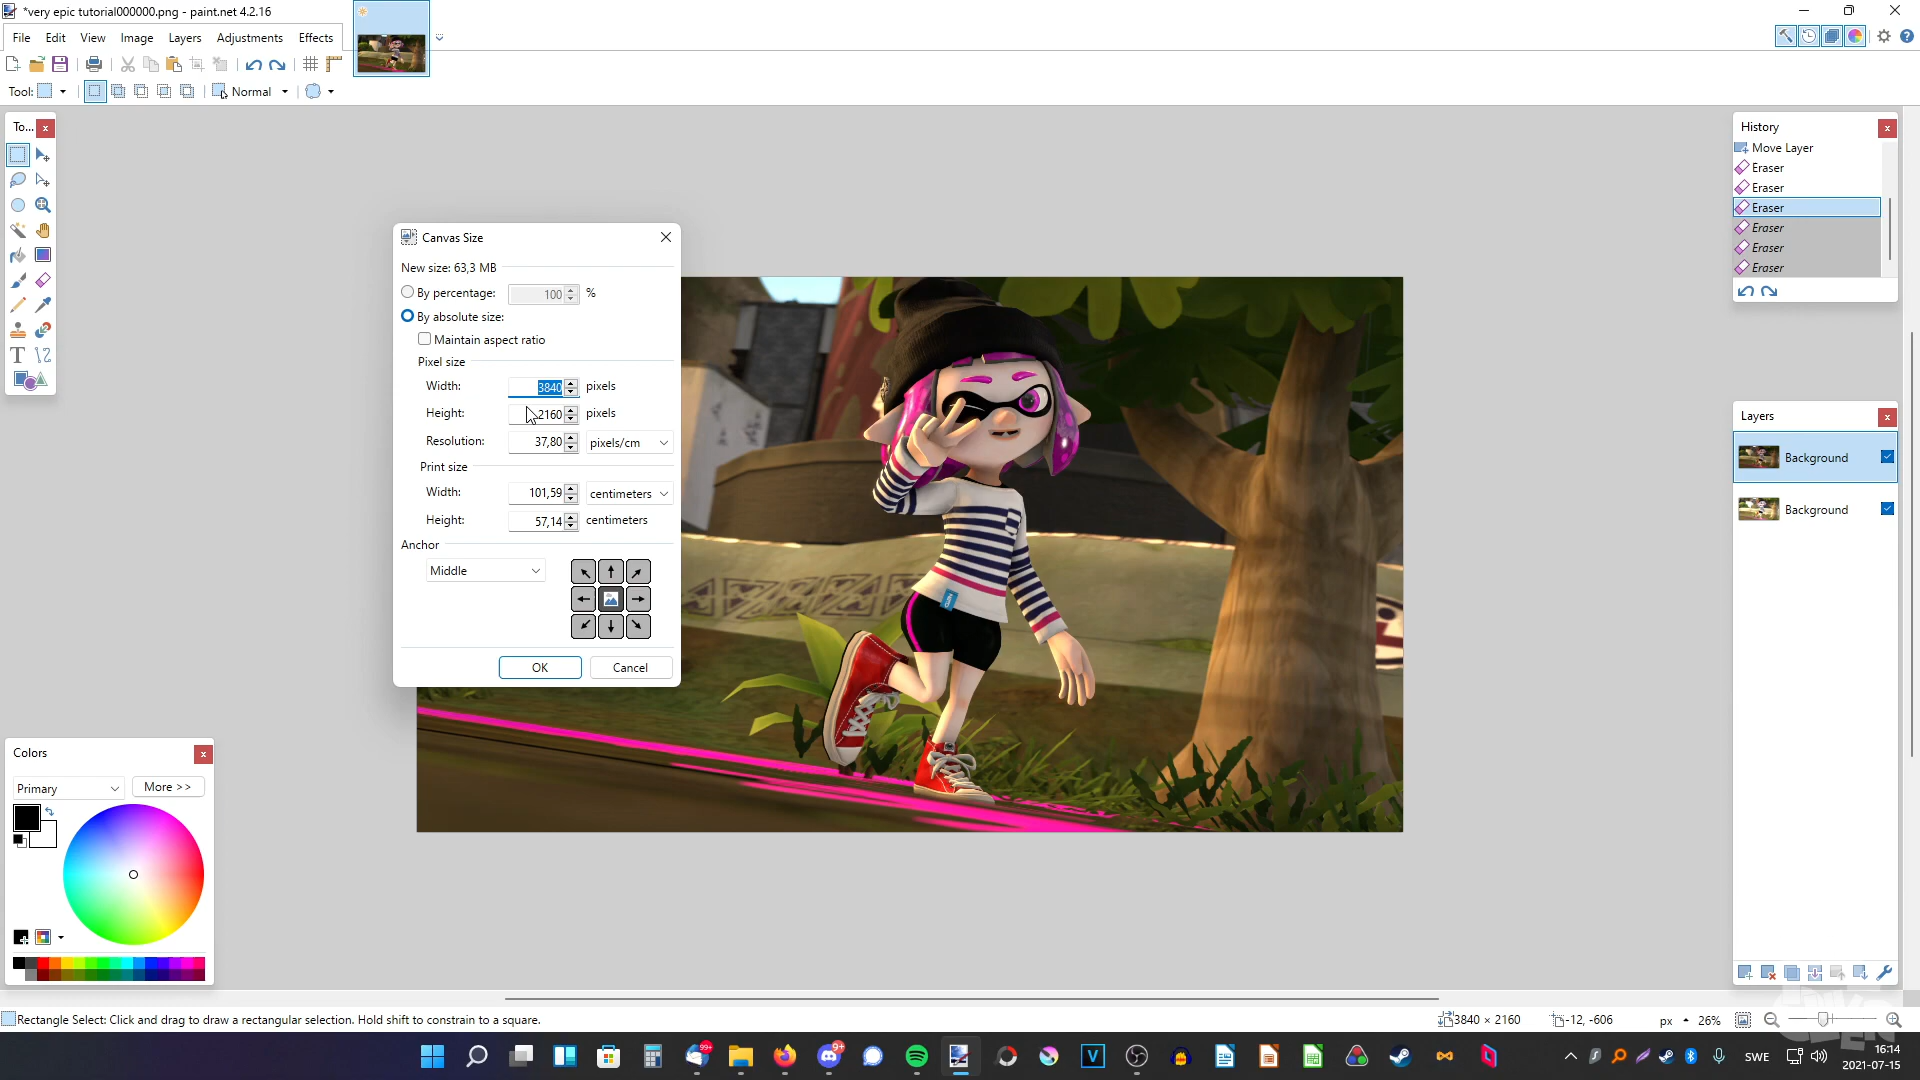 *very epic tutorial000000.png - paint.net 4.2.16
File Edit View Image Layers Adjustments Effects
Tool: Normal
To...
History
Move Layer
Eraser
Eraser
Eraser
Eraser
Eraser
Eraser
Canvas Size
New size: 63,3 MB
By percentage: 100 %
By absolute size:
Maintain aspect ratio
Pixel size
Width: 3840 pixels
Height: 2160 pixels
Resolution: 37,80 pixels/cm
Print size
Width: 101,59 centimeters
Height: 57,14 centimeters
Anchor
Middle
OK Cancel
Layers
Background
Background
Colors
Primary More >>
Rectangle Select: Click and drag to draw a rectangular selection. Hold shift to constrain to a square.
3840 × 2160 -12, -606 px 26%
99+ 9+ V SWE 16:14
2021-07-15